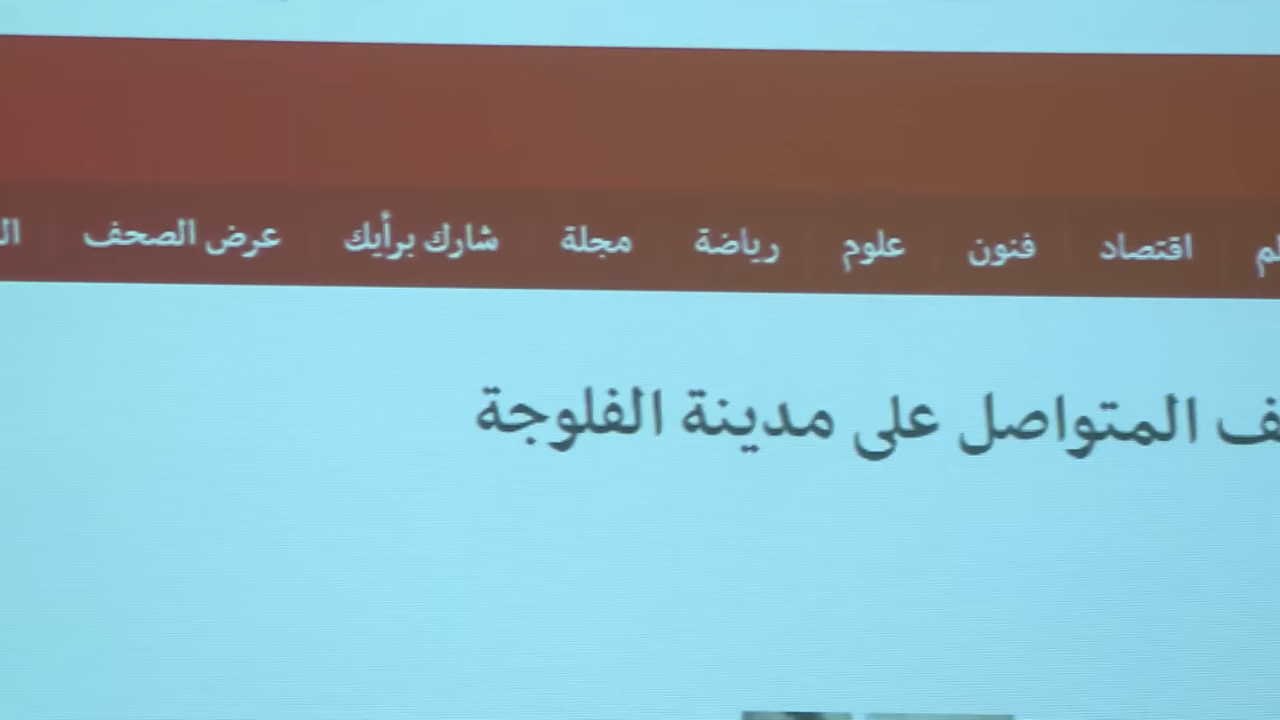 اقتصاد فنون علوم رياضة مجلة شارك برأيك عرض الصحف
المتواصل على مدينة الفلوجة